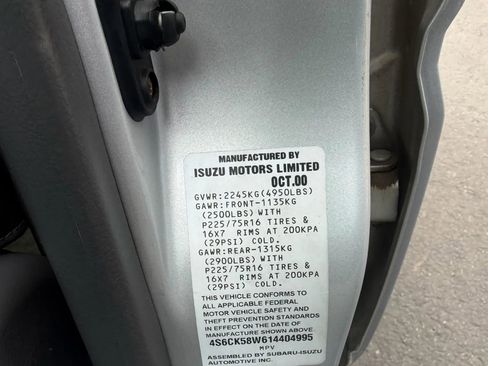 MANUFACTURED BY
ISUZU MOTORS LIMITED
OCT.00
GVWR:2245KG(4950LBS)
GAWR:FRONT-1135KG
(2500LBS) WITH
P225/75R16 TIRES &
16x7 RIMS AT 200KPA
(29PSI) COLD.
GAWR:REAR-1315KG
(2900LBS) WITH
P225/75R16 TIRES &
16x7 RIMS AT 200KPA
(29PSI) COLD.
THIS VEHICLE CONFORMS TO
ALL APPLICABLE FEDERAL
MOTOR VEHICLE SAFETY AND
THEFT PREVENTION STANDARDS
IN EFFECT ON THE DATE OF
MANUFACTURE SHOWN ABOVE.
4S6CK58W614404995
MPV
ASSEMBLED BY SUBARU-ISUZU
AUTOMOTIVE INC.